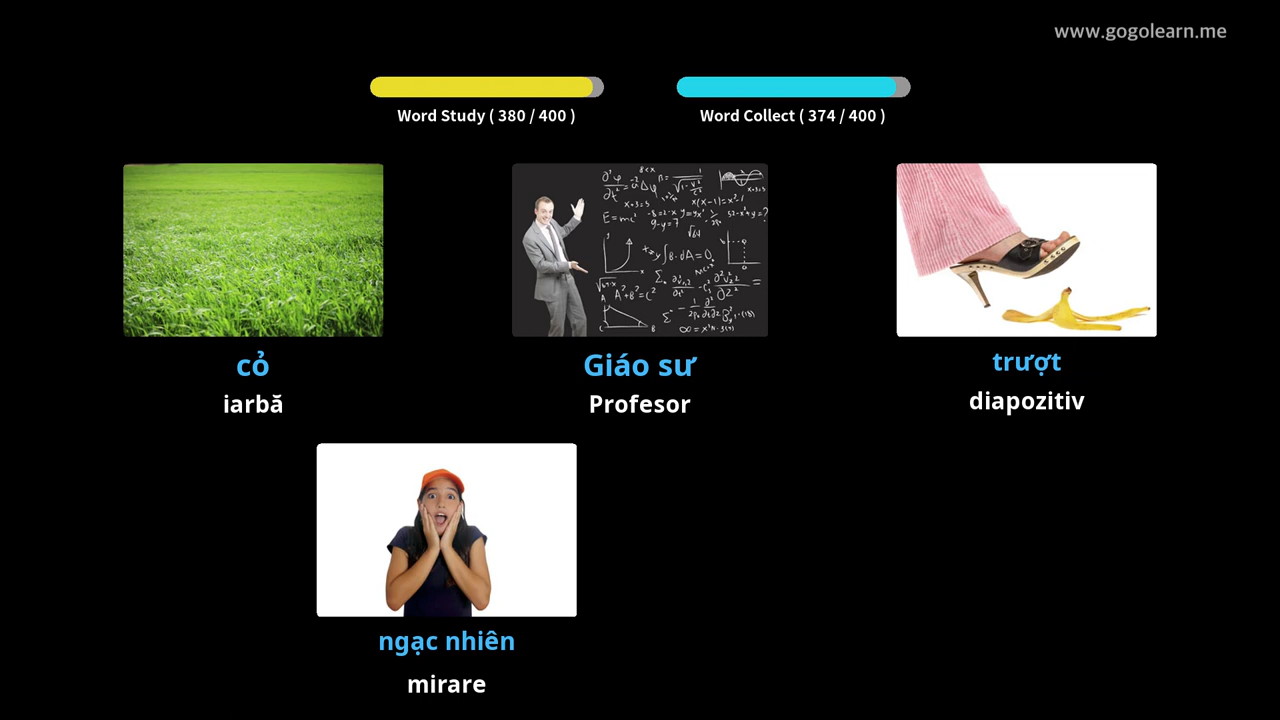 www.gogolearn.me
Word Study ( 380 / 400 )
Word Collect ( 374 / 400 )
cỏ
iarbă
Giáo sư
Profesor
trượt
diapozitiv
ngạc nhiên
mirare